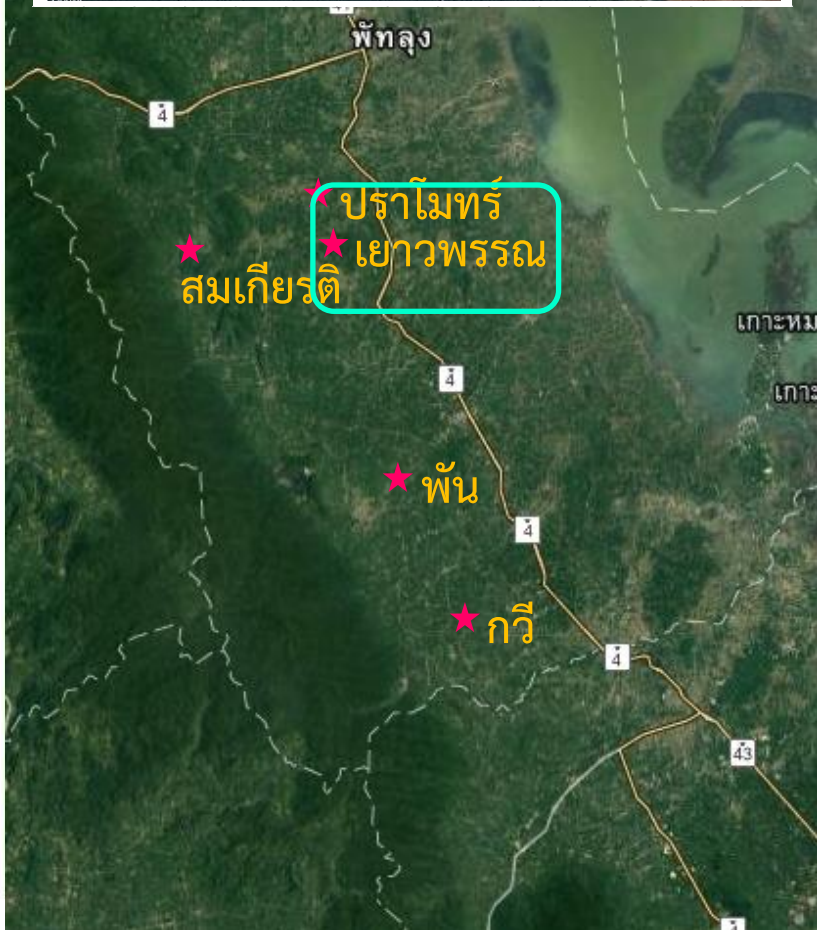 พัทลุง
4
ปราโมทร์
เยาวพรรณ
สมเกียรติ
เกาะหม
4
เกาะ
พัน
4
กวี
4
43
4